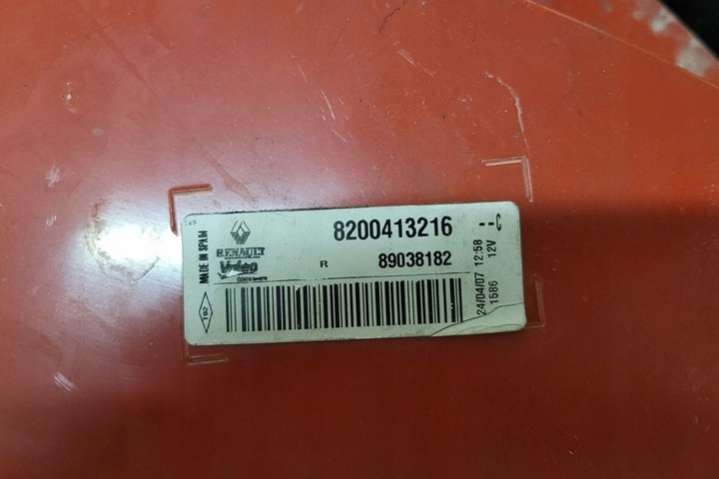 MADE IN SPAIN
RENAULT
Valeo
8200413216
R 89038182
24/04/07 12:58
1586 12V